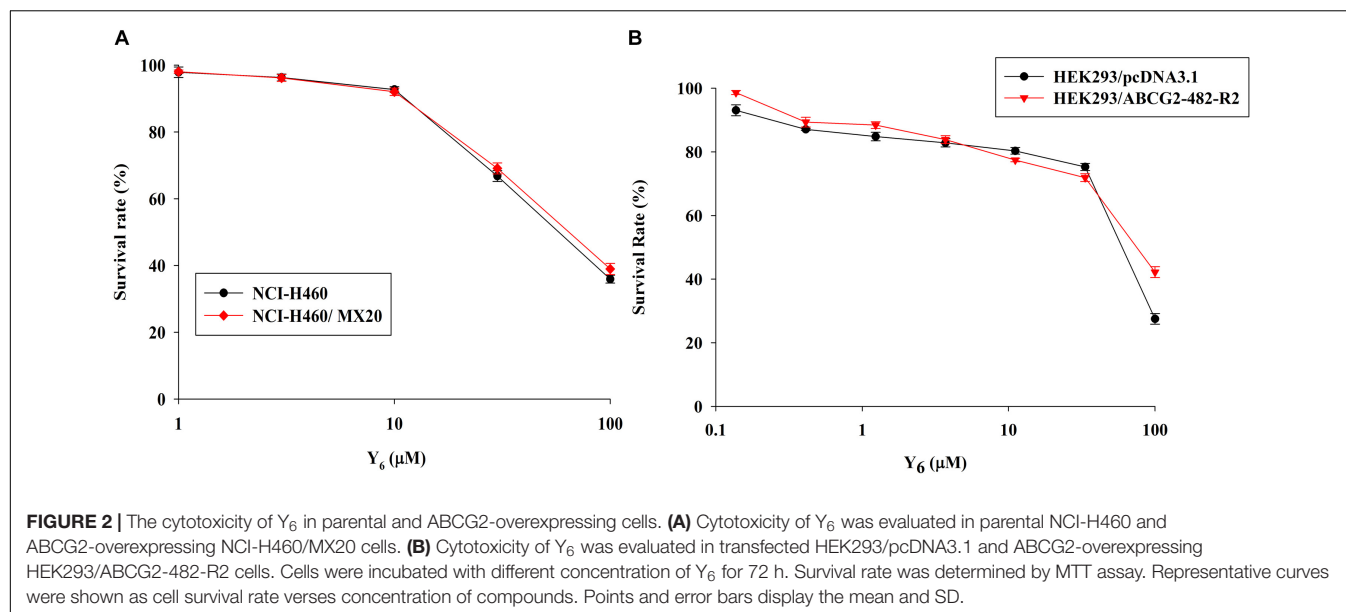 A
B
Survival rate (%)
100
80
60
40
20
0
NCI-H460
NCI-H460/ MX20
1
10
100
Y₆ (μM)
HEK293/pcDNA3.1
HEK293/ABCG2-482-R2
Survival Rate (%)
100
80
60
40
20
0
0.1
1
10
100
Y₆ (μM)
FIGURE 2 | The cytotoxicity of Y₆ in parental and ABCG2-overexpressing cells. (A) Cytotoxicity of Y₆ was evaluated in parental NCI-H460 and
ABCG2-overexpressing NCI-H460/MX20 cells. (B) Cytotoxicity of Y₆ was evaluated in transfected HEK293/pcDNA3.1 and ABCG2-overexpressing
HEK293/ABCG2-482-R2 cells. Cells were incubated with different concentration of Y₆ for 72 h. Survival rate was determined by MTT assay. Representative curves
were shown as cell survival rate verses concentration of compounds. Points and error bars display the mean and SD.